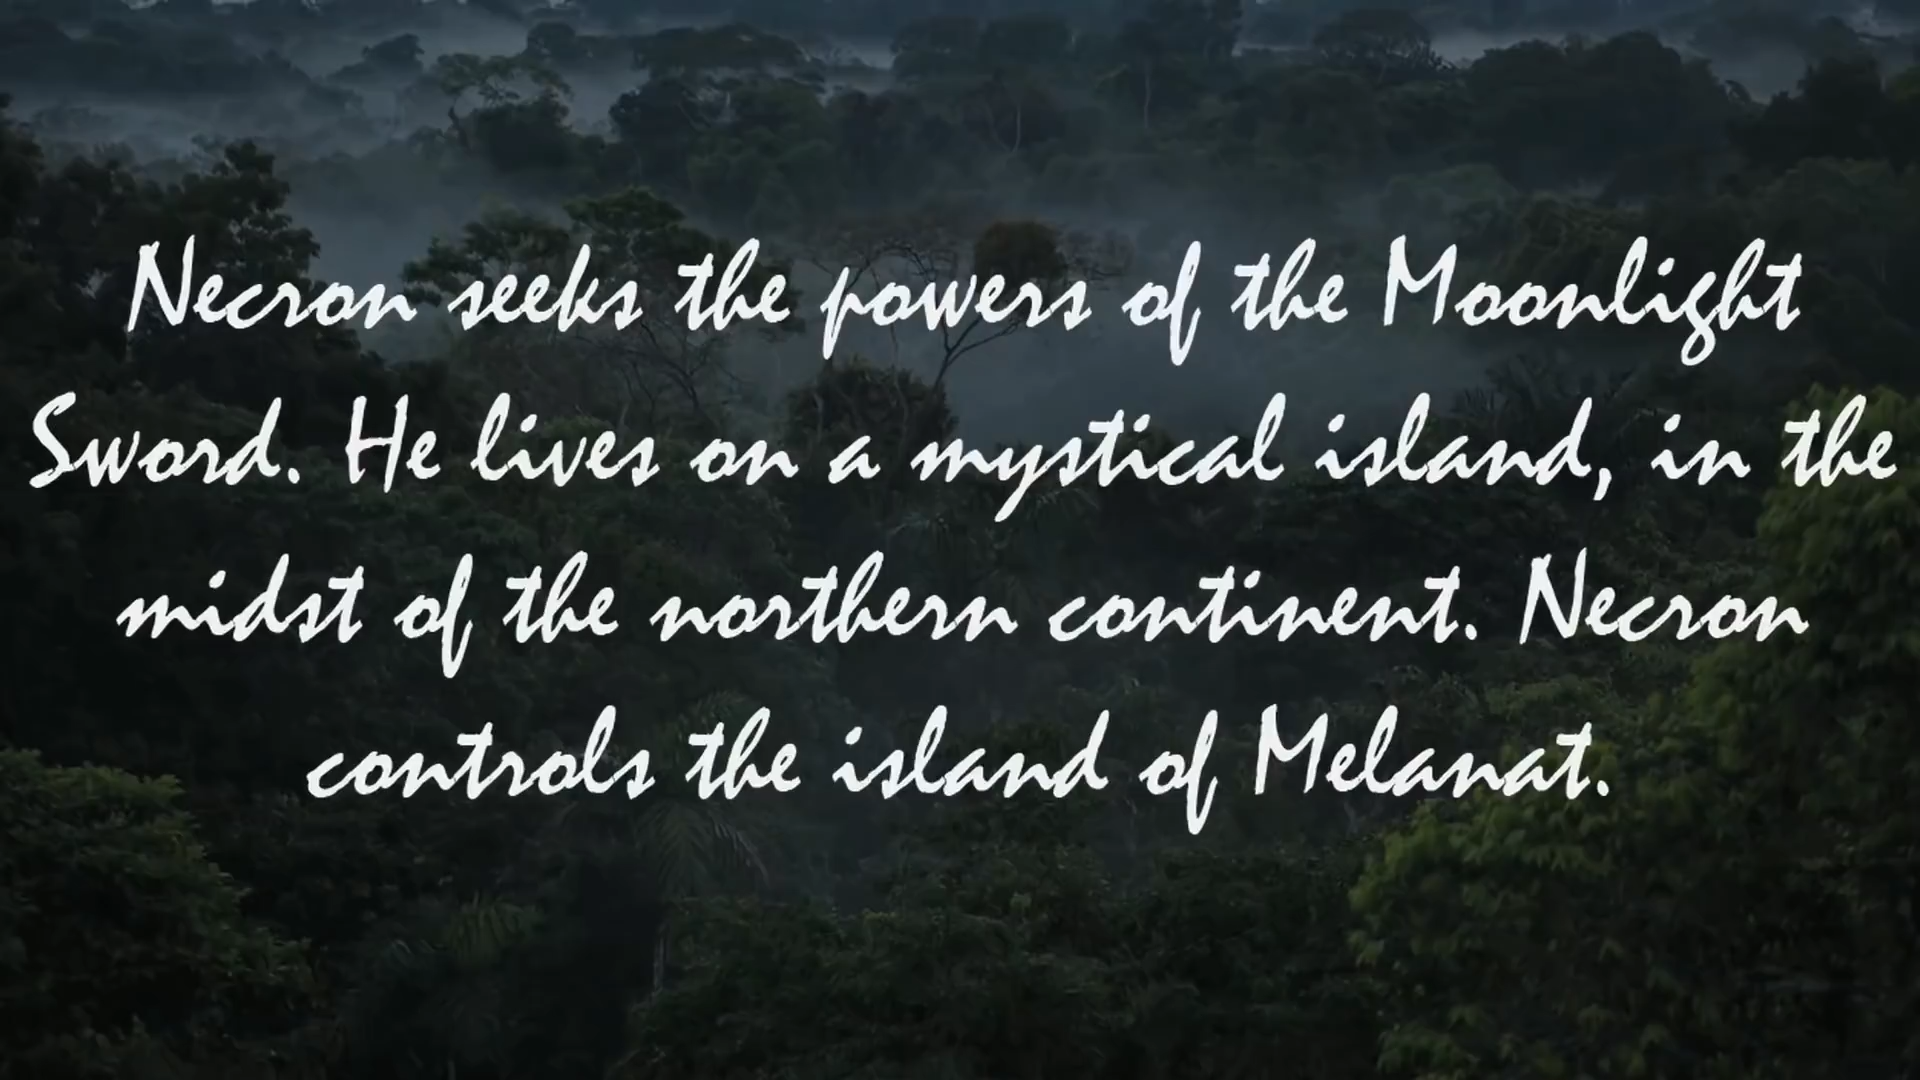 Necron seeks the powers of the Moonlight
Sword. He lives on a mystical island, in the
midst of the northern continent. Necron
controls the island of Melanat.